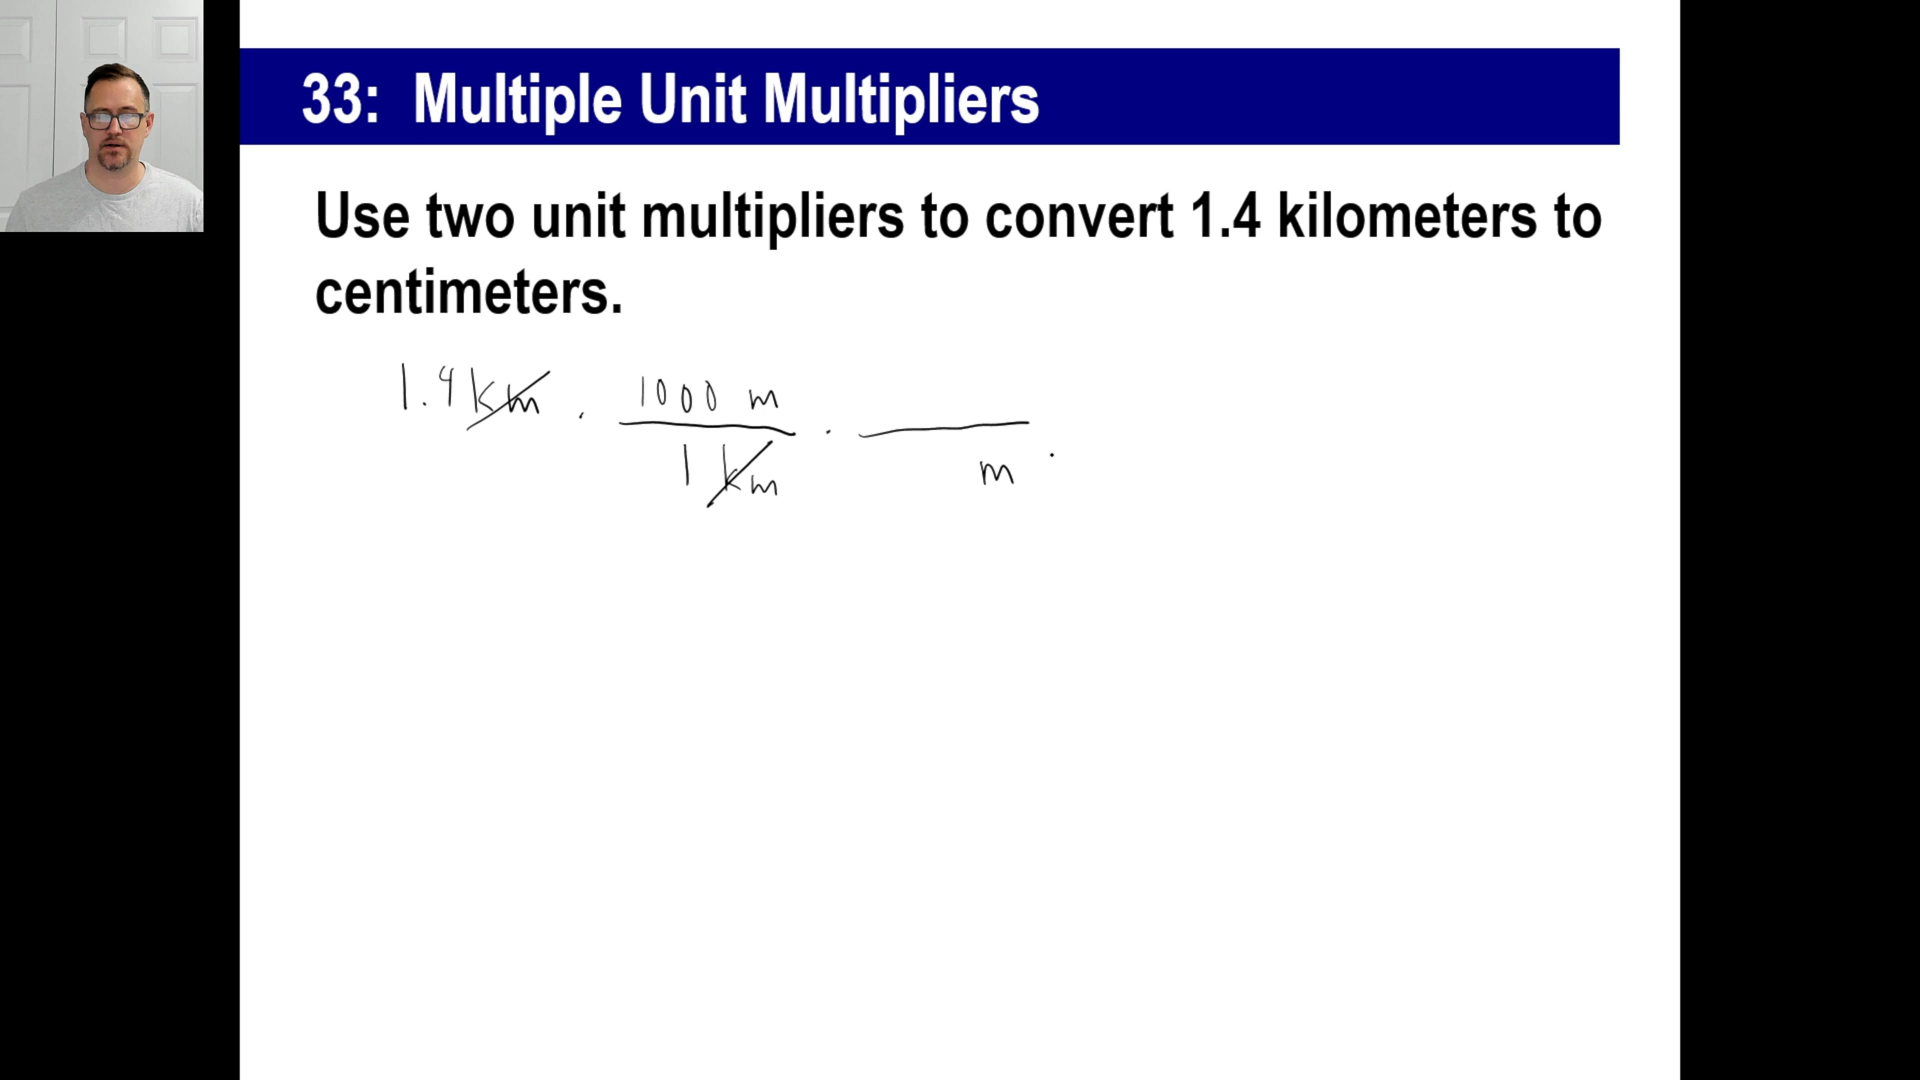 33: Multiple Unit Multipliers
Use two unit multipliers to convert 1.4 kilometers to
centimeters.
1.4 km · 1000 m / 1 km · ___ / m